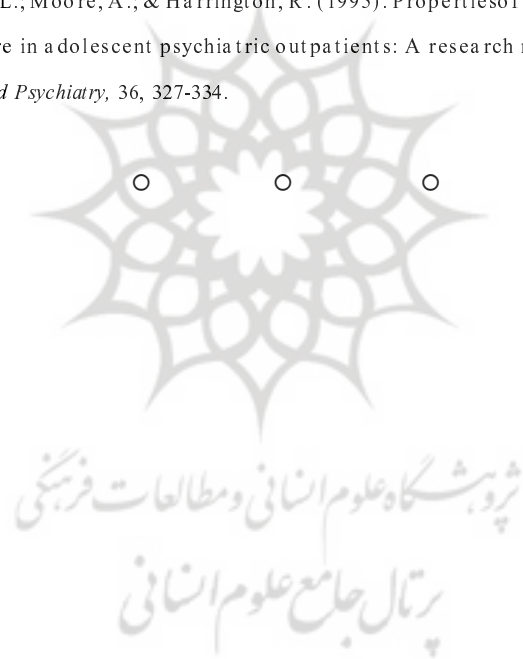 L.; Moore, A.; & Harrington, R. (1995). Properties of
re in adolescent psychiatric outpatients: A research
d Psychiatry, 36, 327-334.
پژوهشگاه علوم انسانی و مطالعات فرهنگی
پرتال جامع علوم انسانی